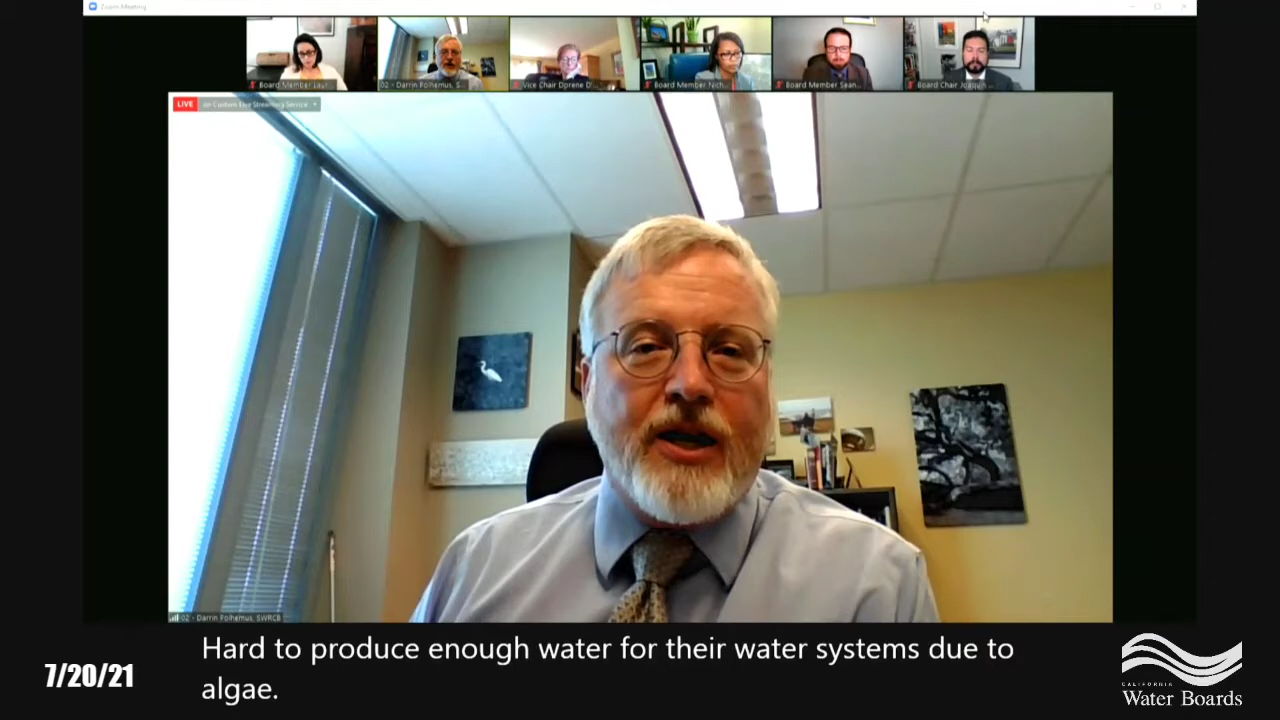 Zoom Meeting
Board Member Laur...
02 - Darrin Polhemus, S...
Vice Chair Dorene D'...
Board Member Nich...
Board Member Sean...
Board Chair Joaquin ...
LIVE on Custom Live Streaming Service
02 - Darrin Polhemus, SWRCB
Hard to produce enough water for their water systems due to
algae.
7/20/21
CALIFORNIA
Water Boards